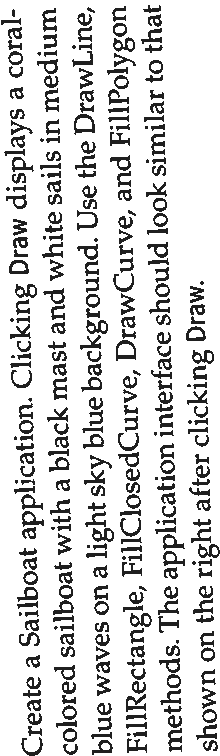 Create a Sailboat application. Clicking Draw displays a coral-
colored sailboat with a black mast and white sails in medium
blue waves on a light sky blue background. Use the DrawLine,
FillRectangle, FillClosedCurve, DrawCurve, and FillPolygon
methods. The application interface should look similar to that
shown on the right after clicking Draw.